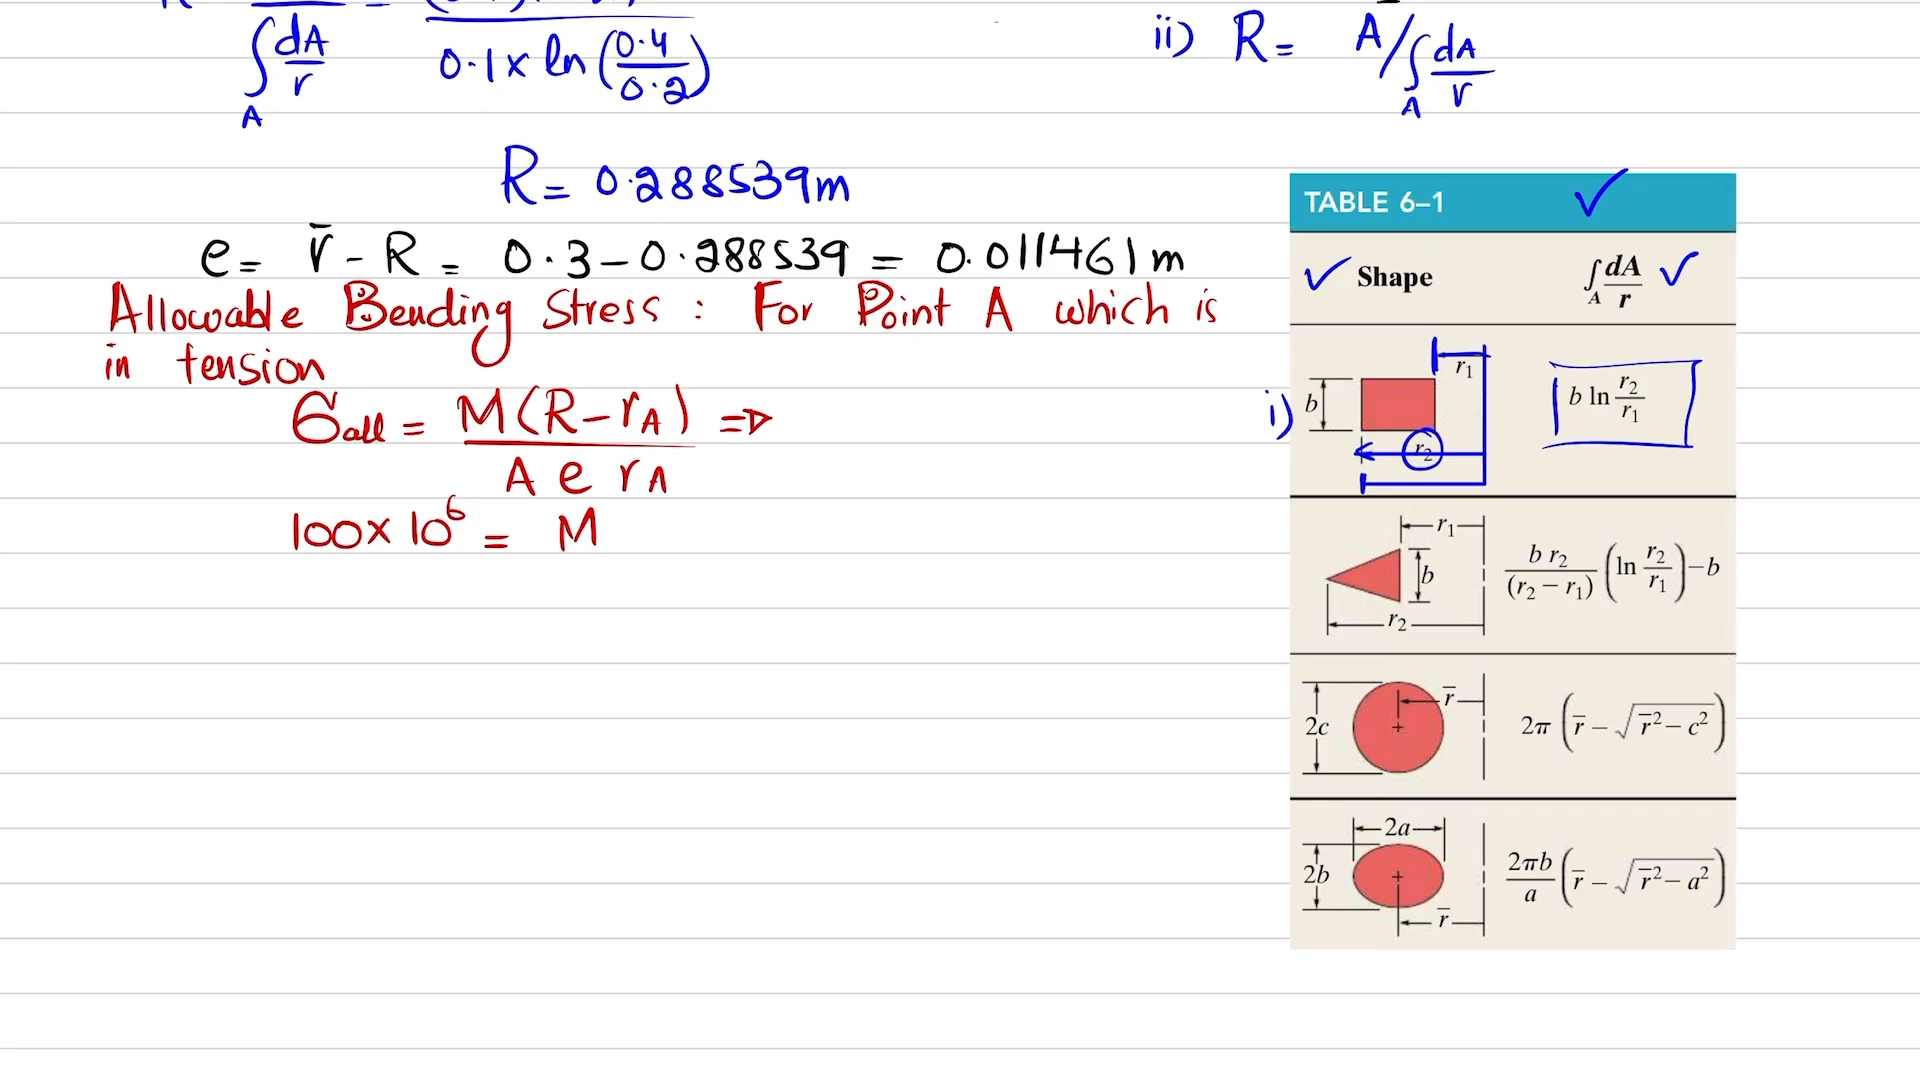 ∫_A dA/r
0.1 x ln (0.4/0.2)
ii) R = A/∫_A dA/r
R = 0.288539m
e = r̄ - R = 0.3 - 0.288539 = 0.011461 m
Allowable Bending Stress : For Point A which is
in tension
σall = M(R-rA) / A e rA ⇒
100 x 10⁶ = M
TABLE 6–1
Shape ∫_A dA/r
i) b r₁ r₂ b ln r₂/r₁
r₁ b r₂ b r₂/(r₂ – r₁) (ln r₂/r₁) – b
2c r̄ 2π (r̄ – √r̄² – c²)
2a 2b r̄ 2πb/a (r̄ – √r̄² – a²)